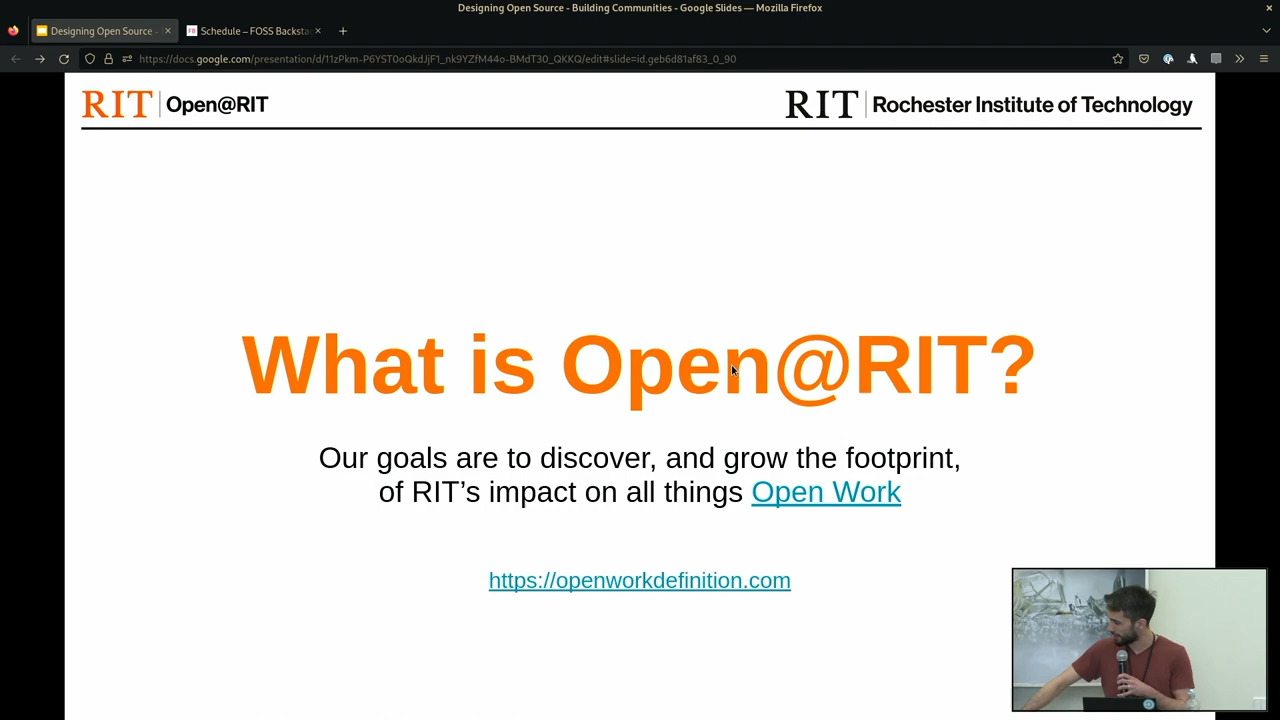 Designing Open Source - Building Communities - Google Slides — Mozilla Firefox
Designing Open Source -
Schedule – FOSS Backsta
https://docs.google.com/presentation/d/11zPkm-P6YST0oQkdJjF1_nk9YZfM44o-BMdT30_QKKQ/edit#slide=id.geb6d81af83_0_90
RIT | Open@RIT
RIT | Rochester Institute of Technology
What is Open@RIT?
Our goals are to discover, and grow the footprint,
of RIT’s impact on all things Open Work
https://openworkdefinition.com